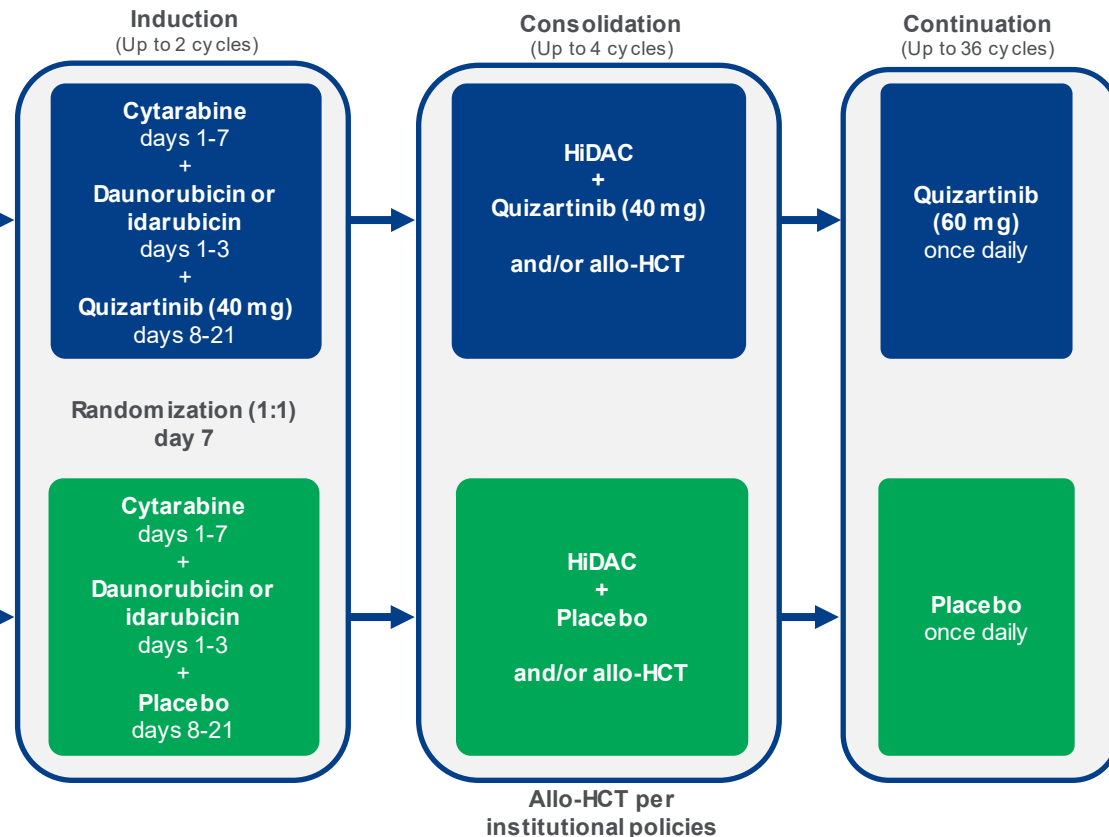 Induction
(Up to 2 cycles)
Cytarabine
days 1-7
+
Daunorubicin or
idarubicin
days 1-3
+
Quizartinib (40 mg)
days 8-21
Randomization (1:1)
day 7
Cytarabine
days 1-7
+
Daunorubicin or
idarubicin
days 1-3
+
Placebo
days 8-21
Consolidation
(Up to 4 cycles)
HiDAC
+
Quizartinib (40 mg)
and/or allo-HCT
HiDAC
+
Placebo
and/or allo-HCT
Allo-HCT per
institutional policies
Continuation
(Up to 36 cycles)
Quizartinib
(60 mg)
once daily
Placebo
once daily